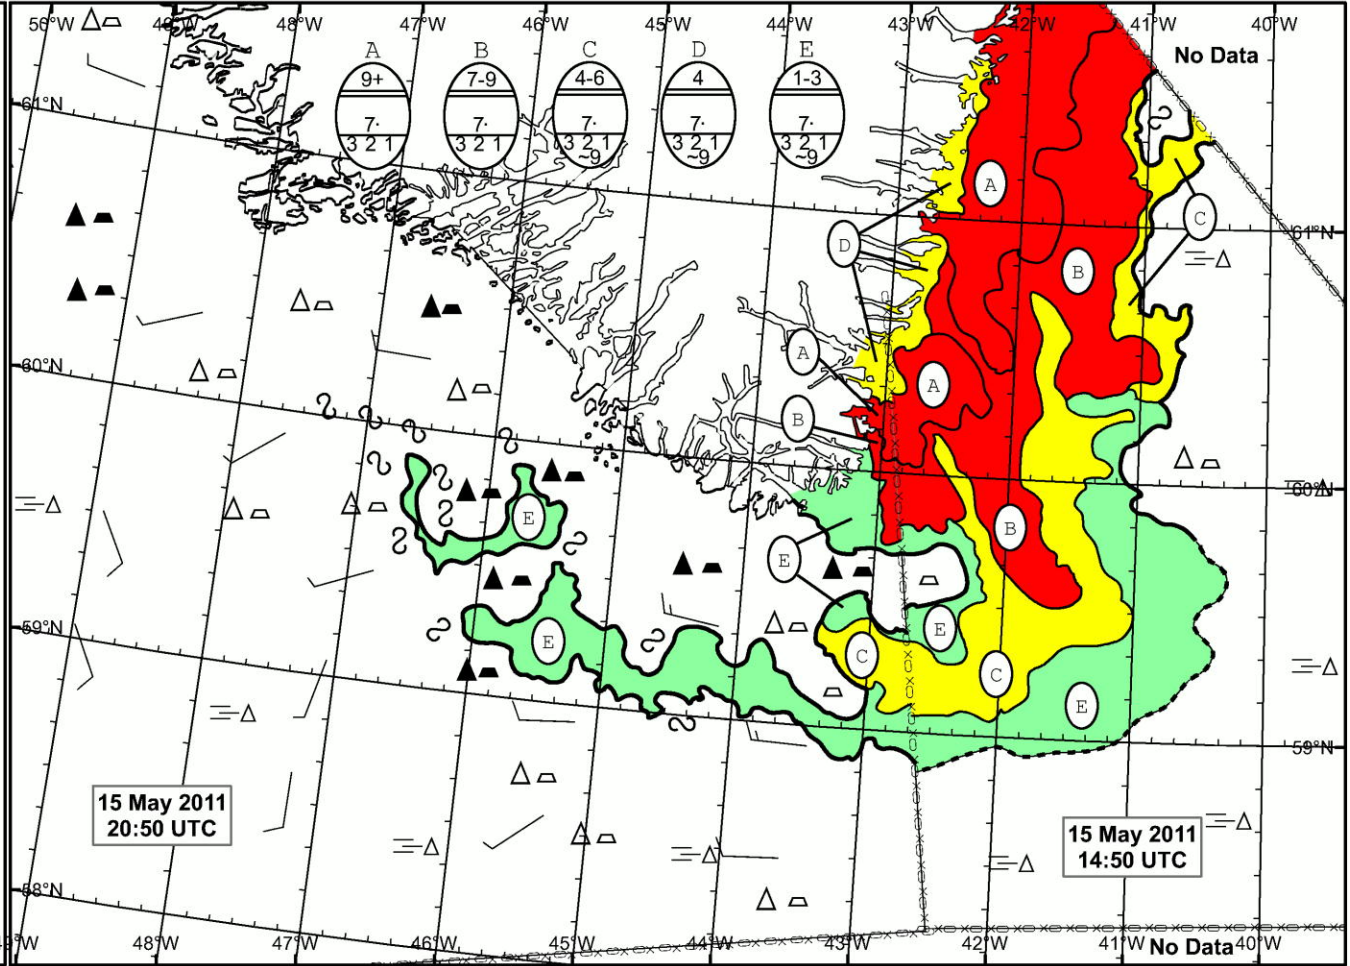 50°W 49°W 48°W 47°W 46°W 45°W 44°W 43°W 42°W 41°W 40°W
No Data
A B C D E
9+ 7-9 4-6 4 1-3
7· 7· 7· 7· 7·
3 2 1 3 2 1 3 2 1 3 2 1 3 2 1
~9 ~9 ~9
61°N
A
C
61°N
D
B
A
60°N
A
B
60°N
E
B
E
E
59°N
E
C
C
E
59°N
15 May 2011
20:50 UTC
15 May 2011
14:50 UTC
58°N
49°W 48°W 47°W 46°W 45°W 44°W 43°W 42°W 41°W 40°W
No Data